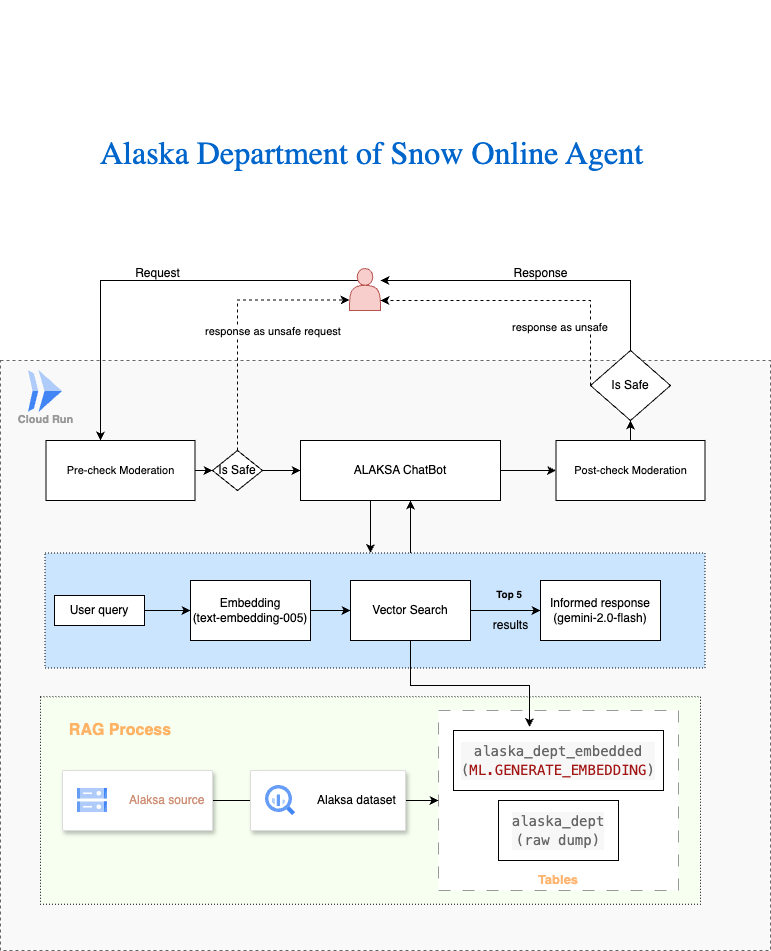 Alaska Department of Snow Online Agent
Request
Response
response as unsafe request
response as unsafe
Is Safe
Cloud Run
Pre-check Moderation
Is Safe
ALAKSA ChatBot
Post-check Moderation
User query
Embedding
(text-embedding-005)
Vector Search
Top 5
results
Informed response
(gemini-2.0-flash)
RAG Process
alaska_dept_embedded
(ML.GENERATE_EMBEDDING)
Alaksa source
Alaksa dataset
alaska_dept
(raw dump)
Tables